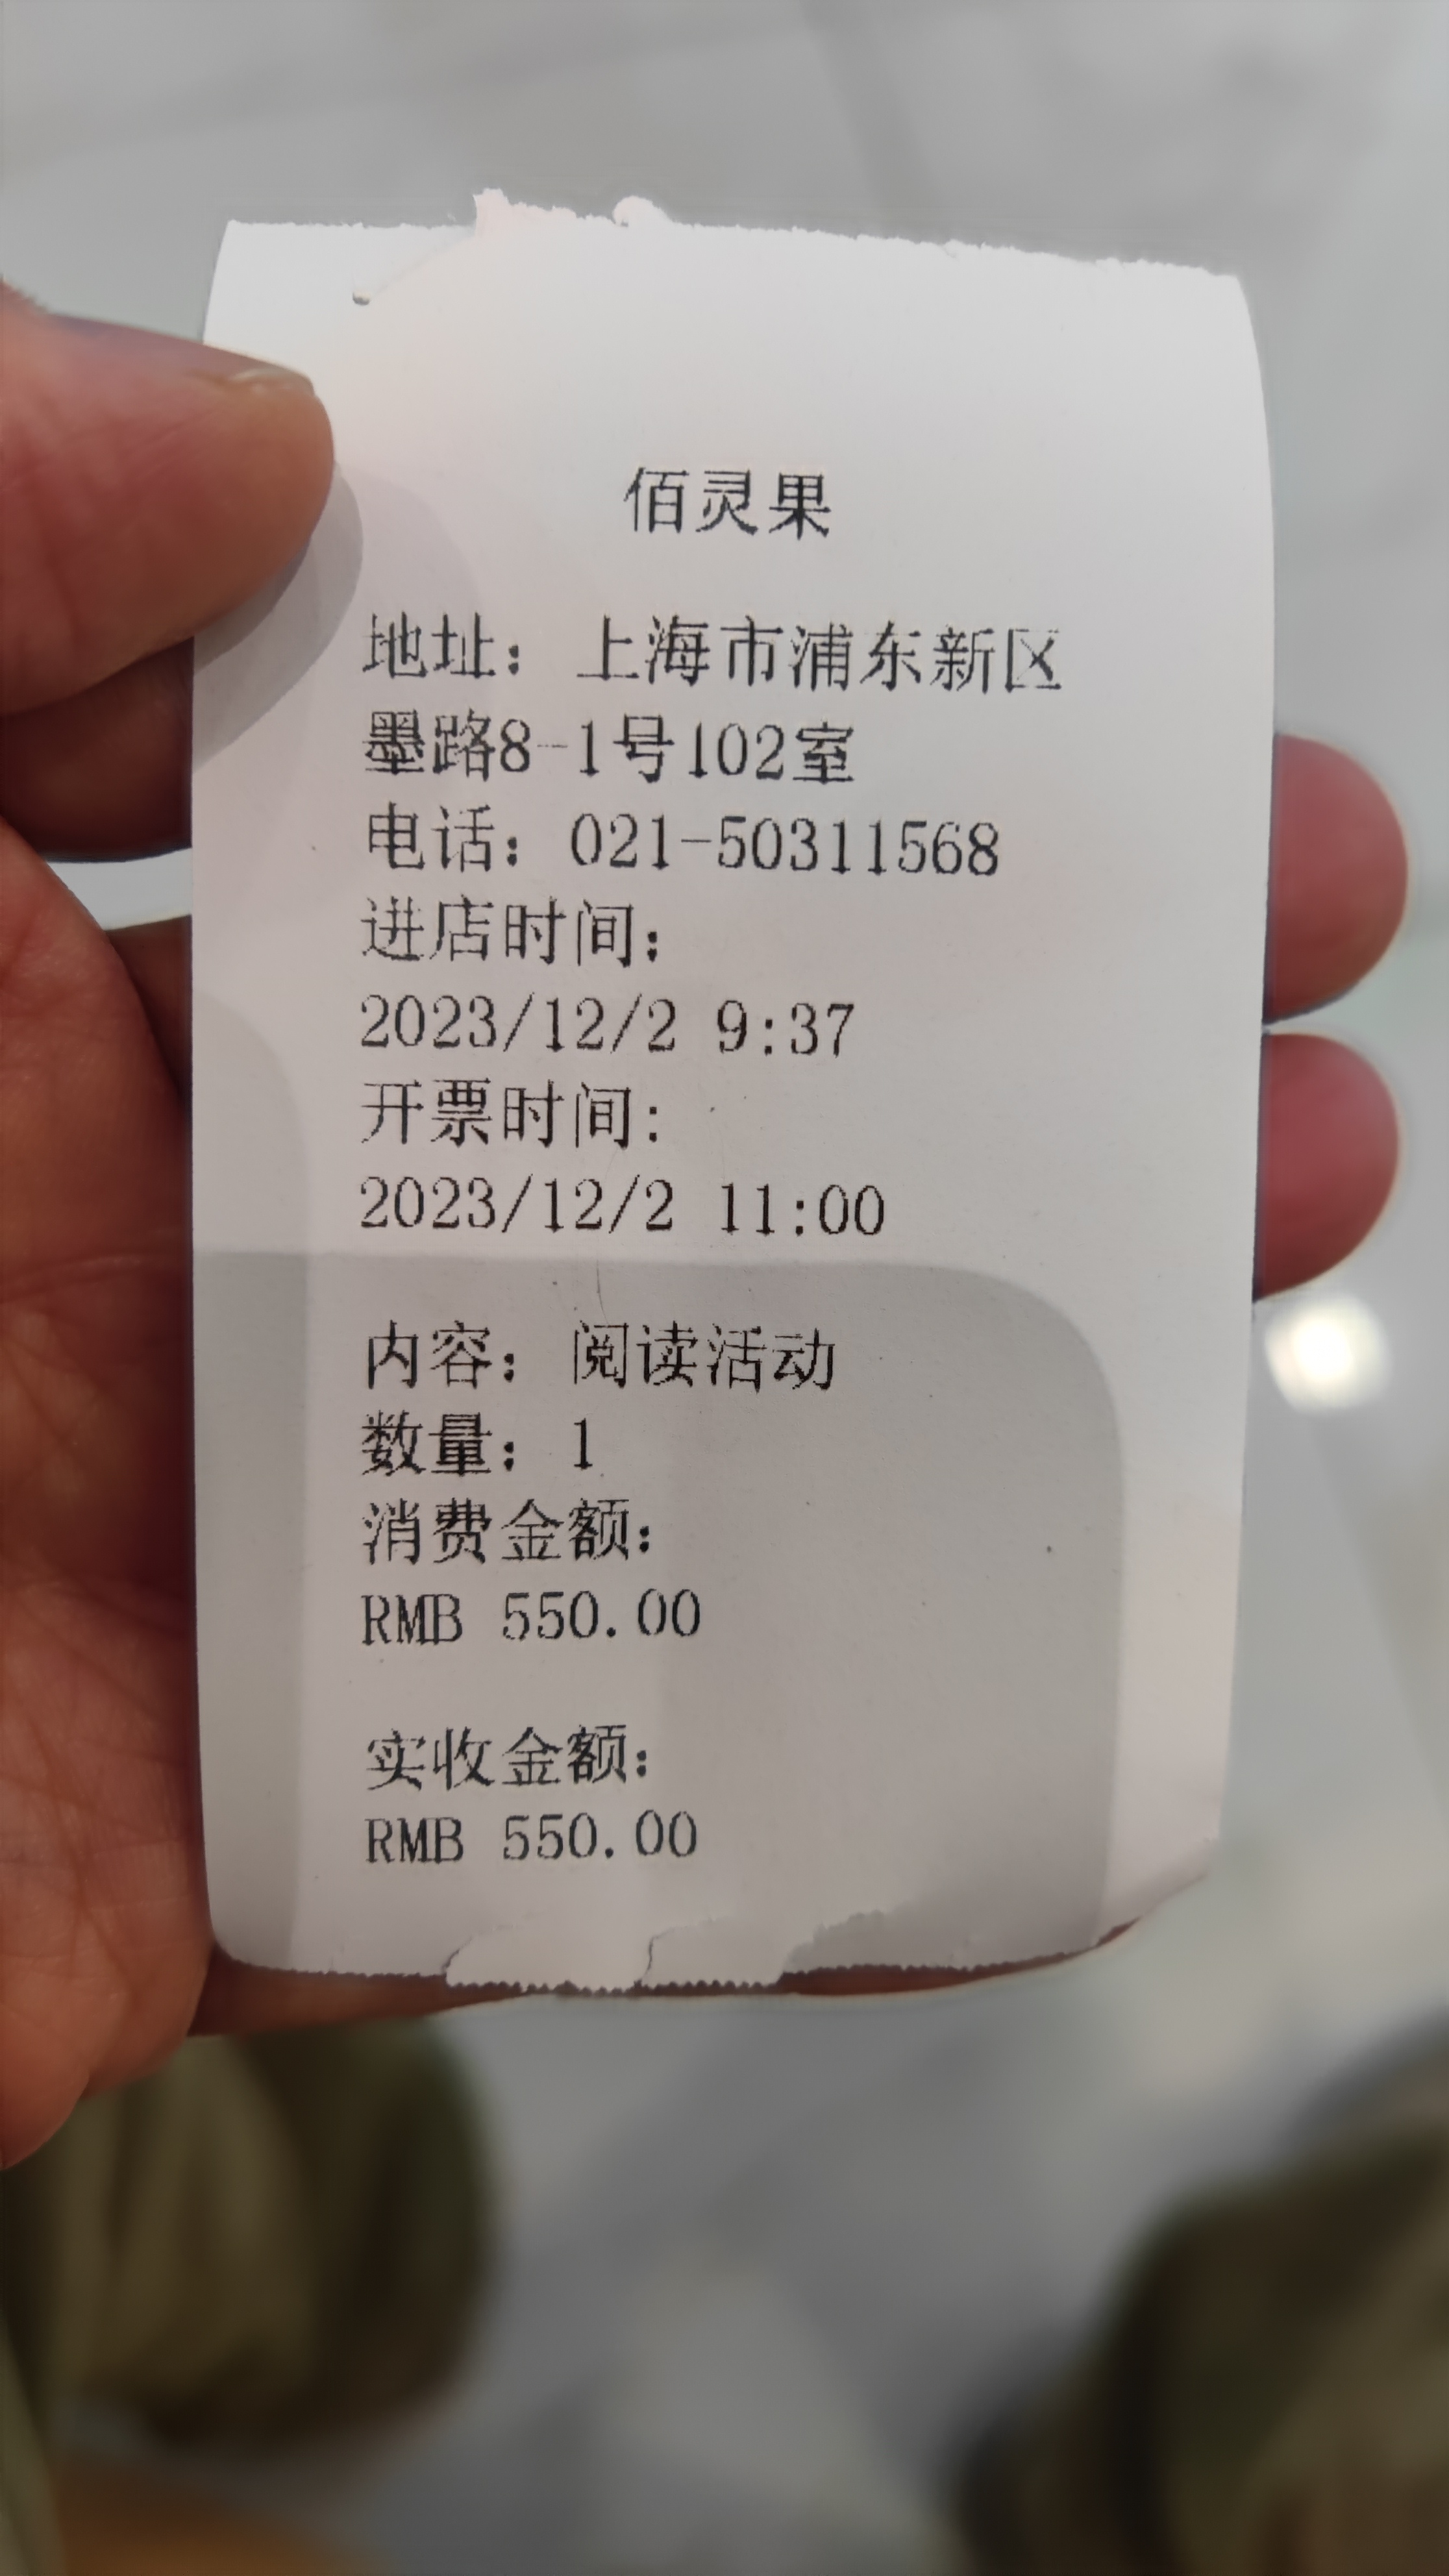 佰灵果
地址：上海市浦东新区
墨路8-1号102室
电话：021-50311568
进店时间：
2023/12/2 9:37
开票时间：
2023/12/2 11:00
内容：阅读活动
数量：1
消费金额：
RMB 550.00
实收金额：
RMB 550.00